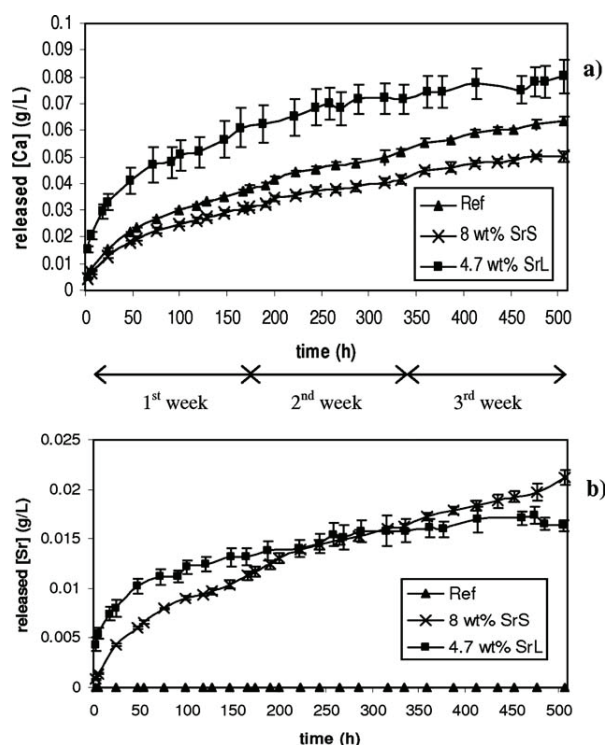 a)
released [Ca] (g/L)
0.1
0.09
0.08
0.07
0.06
0.05
0.04
0.03
0.02
0.01
0
Ref
8 wt% SrS
4.7 wt% SrL
0 50 100 150 200 250 300 350 400 450 500
time (h)
1st week 2nd week 3rd week
b)
released [Sr] (g/L)
0.025
0.02
0.015
0.01
0.005
0
Ref
8 wt% SrS
4.7 wt% SrL
0 50 100 150 200 250 300 350 400 450 500
time (h)